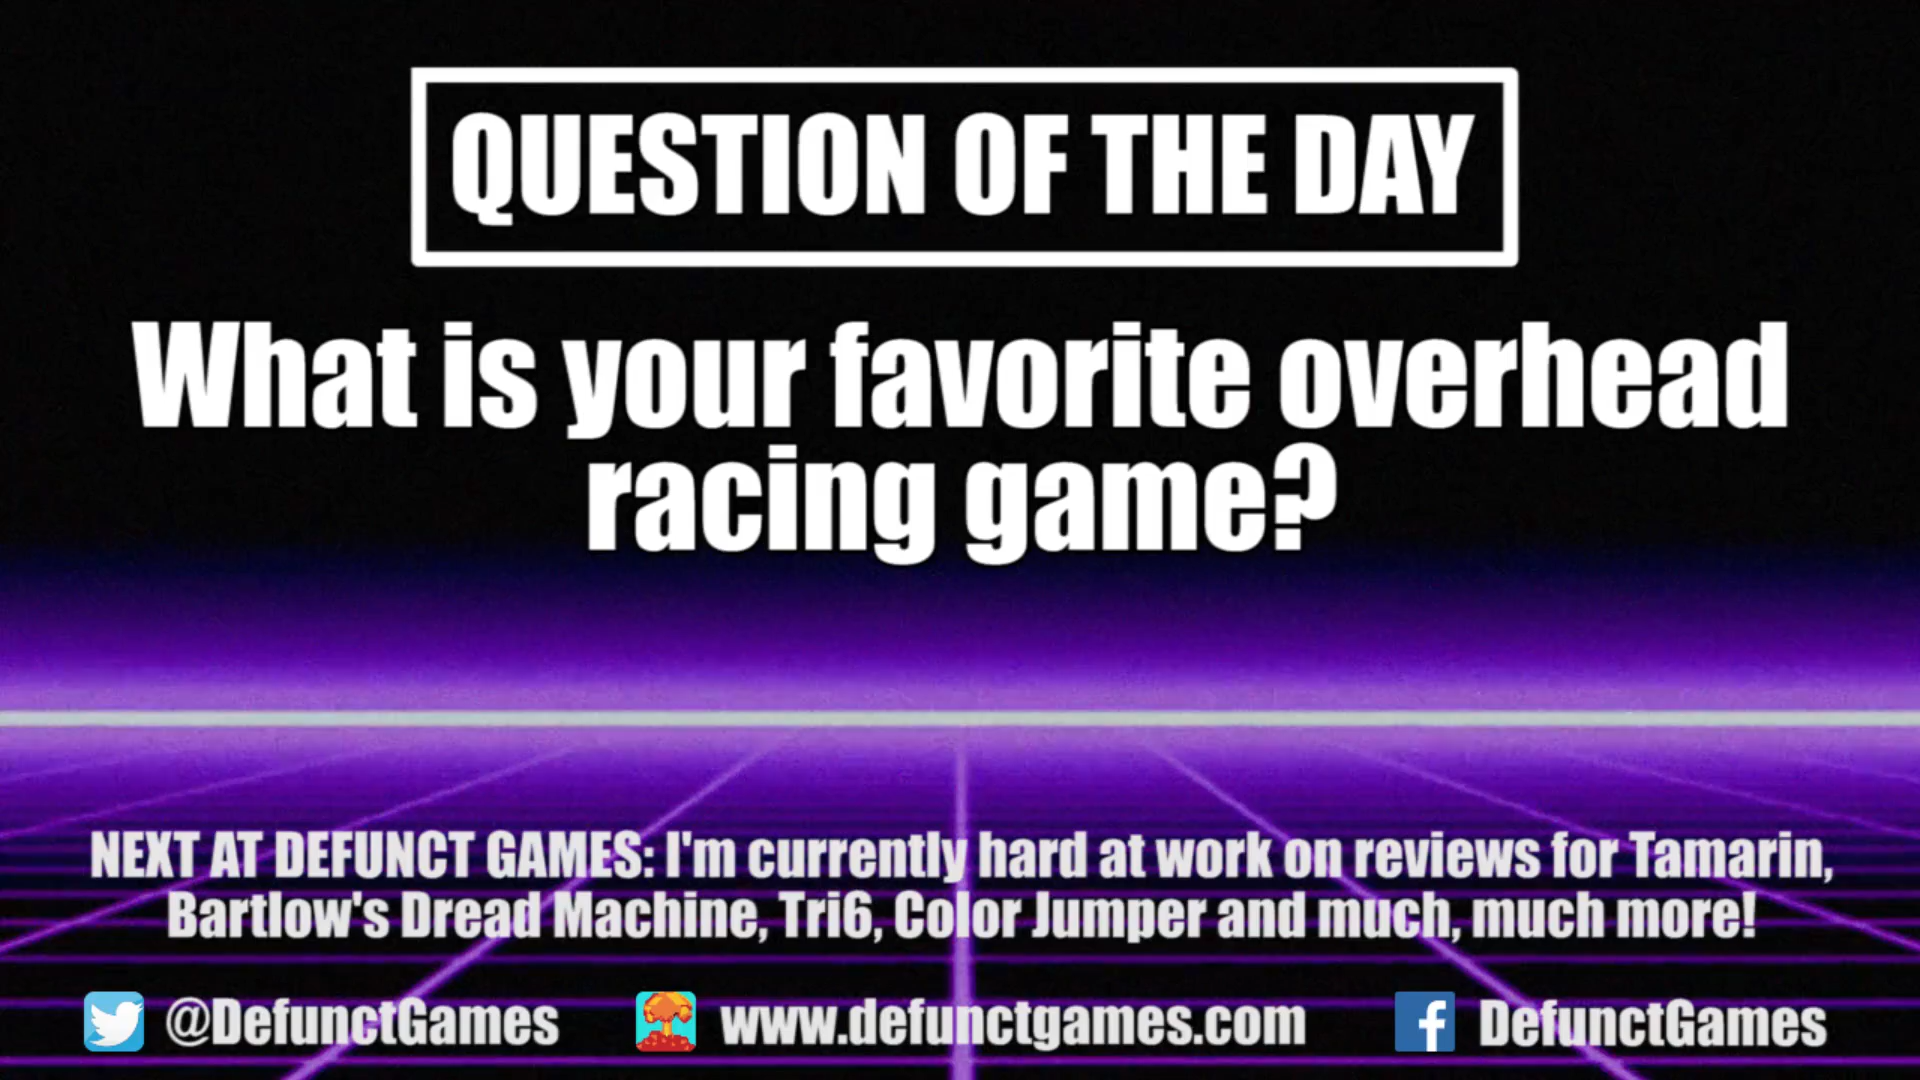 QUESTION OF THE DAY
What is your favorite overhead
racing game?
NEXT AT DEFUNCT GAMES: I'm currently hard at work on reviews for Tamarin,
Bartlow's Dread Machine, Tri6, Color Jumper and much, much more!
@DefunctGames www.defunctgames.com DefunctGames